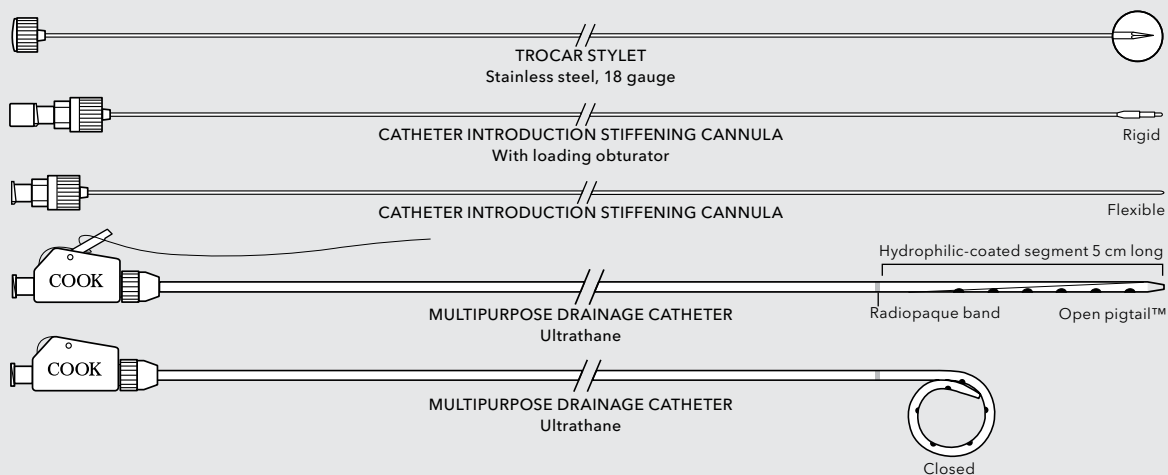 TROCAR STYLET
Stainless steel, 18 gauge
CATHETER INTRODUCTION STIFFENING CANNULA
With loading obturator
Rigid
CATHETER INTRODUCTION STIFFENING CANNULA
Flexible
Hydrophilic-coated segment 5 cm long
COOK
MULTIPURPOSE DRAINAGE CATHETER
Ultrathane
Radiopaque band
Open pigtail™
COOK
MULTIPURPOSE DRAINAGE CATHETER
Ultrathane
Closed